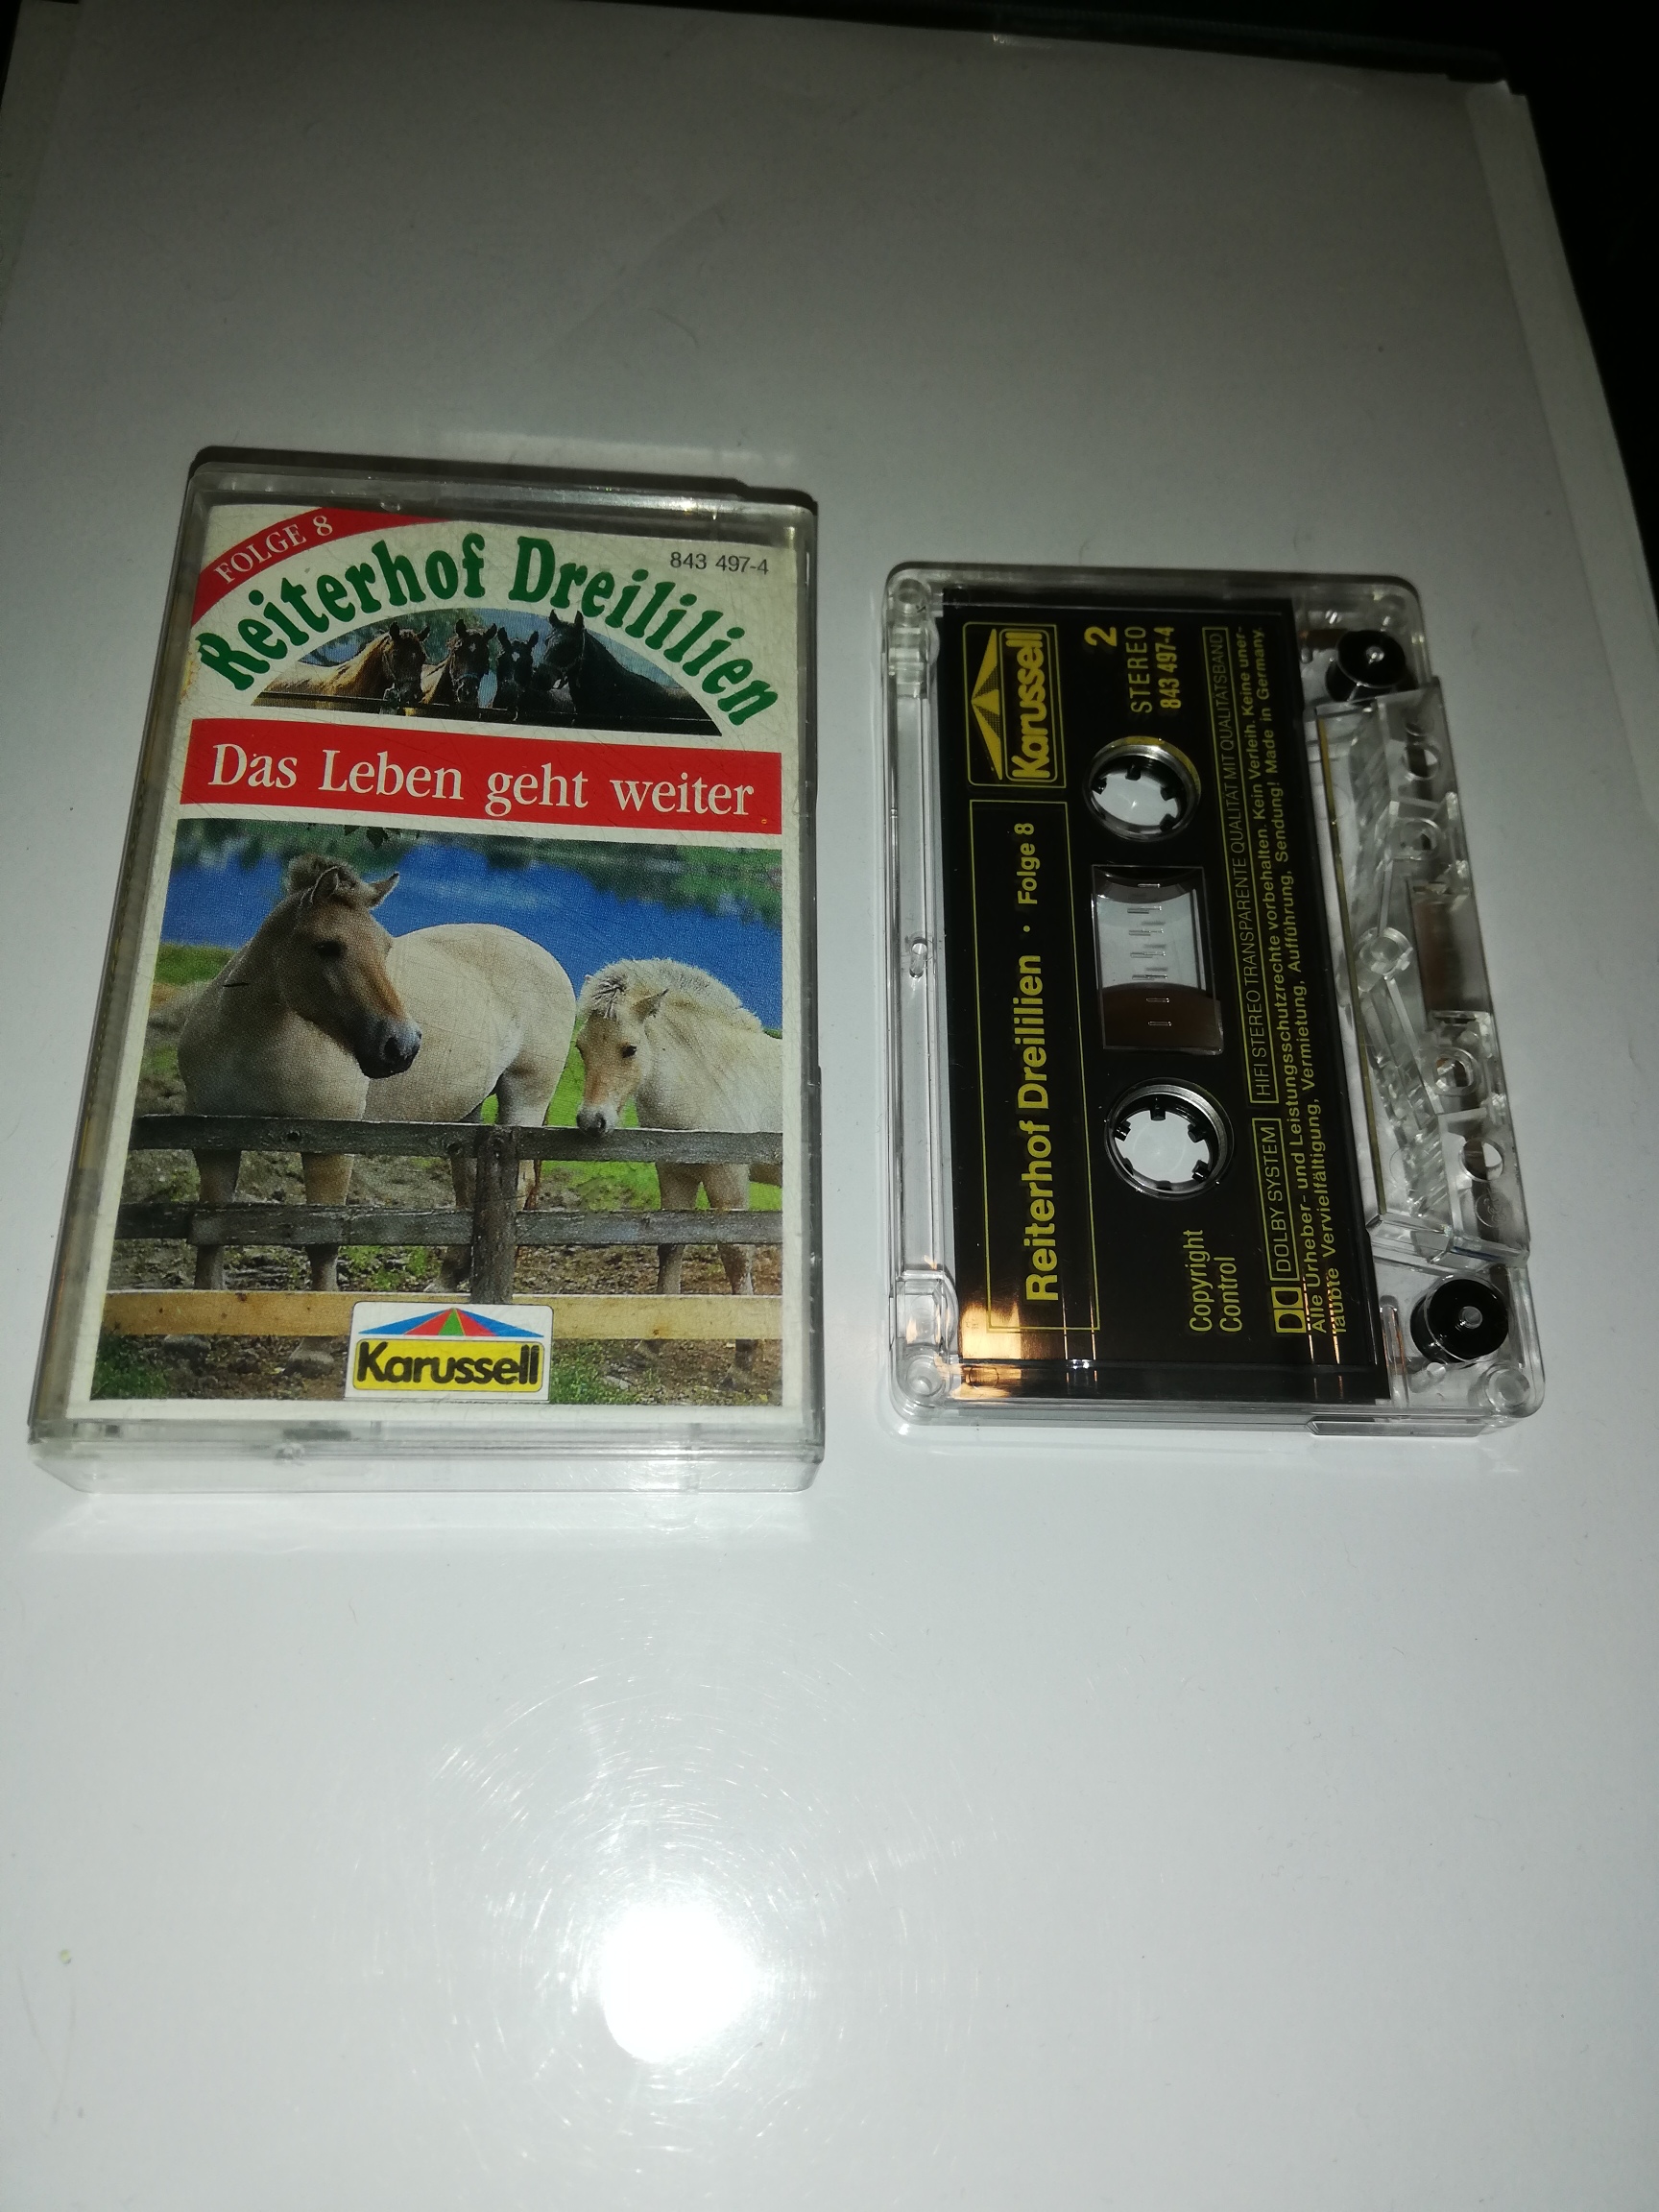 FOLGE 8
843 497-4
Reiterhof Dreililien
Das Leben geht weiter
Karussell
Karussell
2
STEREO
843 497-4
Reiterhof Dreililien · Folge 8
Copyright
Control
DOLBY SYSTEM HIFI STEREO TRANSPARENTE QUALITÄT MIT QUALITÄTSBAND
Alle Urheber- und Leistungsschutzrechte vorbehalten. Kein Verleih. Keine uner-
laubte Vervielfältigung, Vermietung, Aufführung, Sendung! Made in Germany.